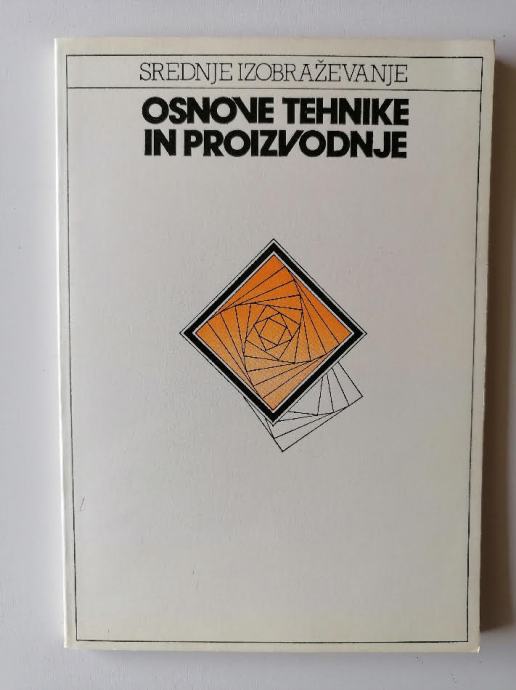 SREDNJE IZOBRAŽEVANJE
OSNOVE TEHNIKE
IN PROIZVODNJE